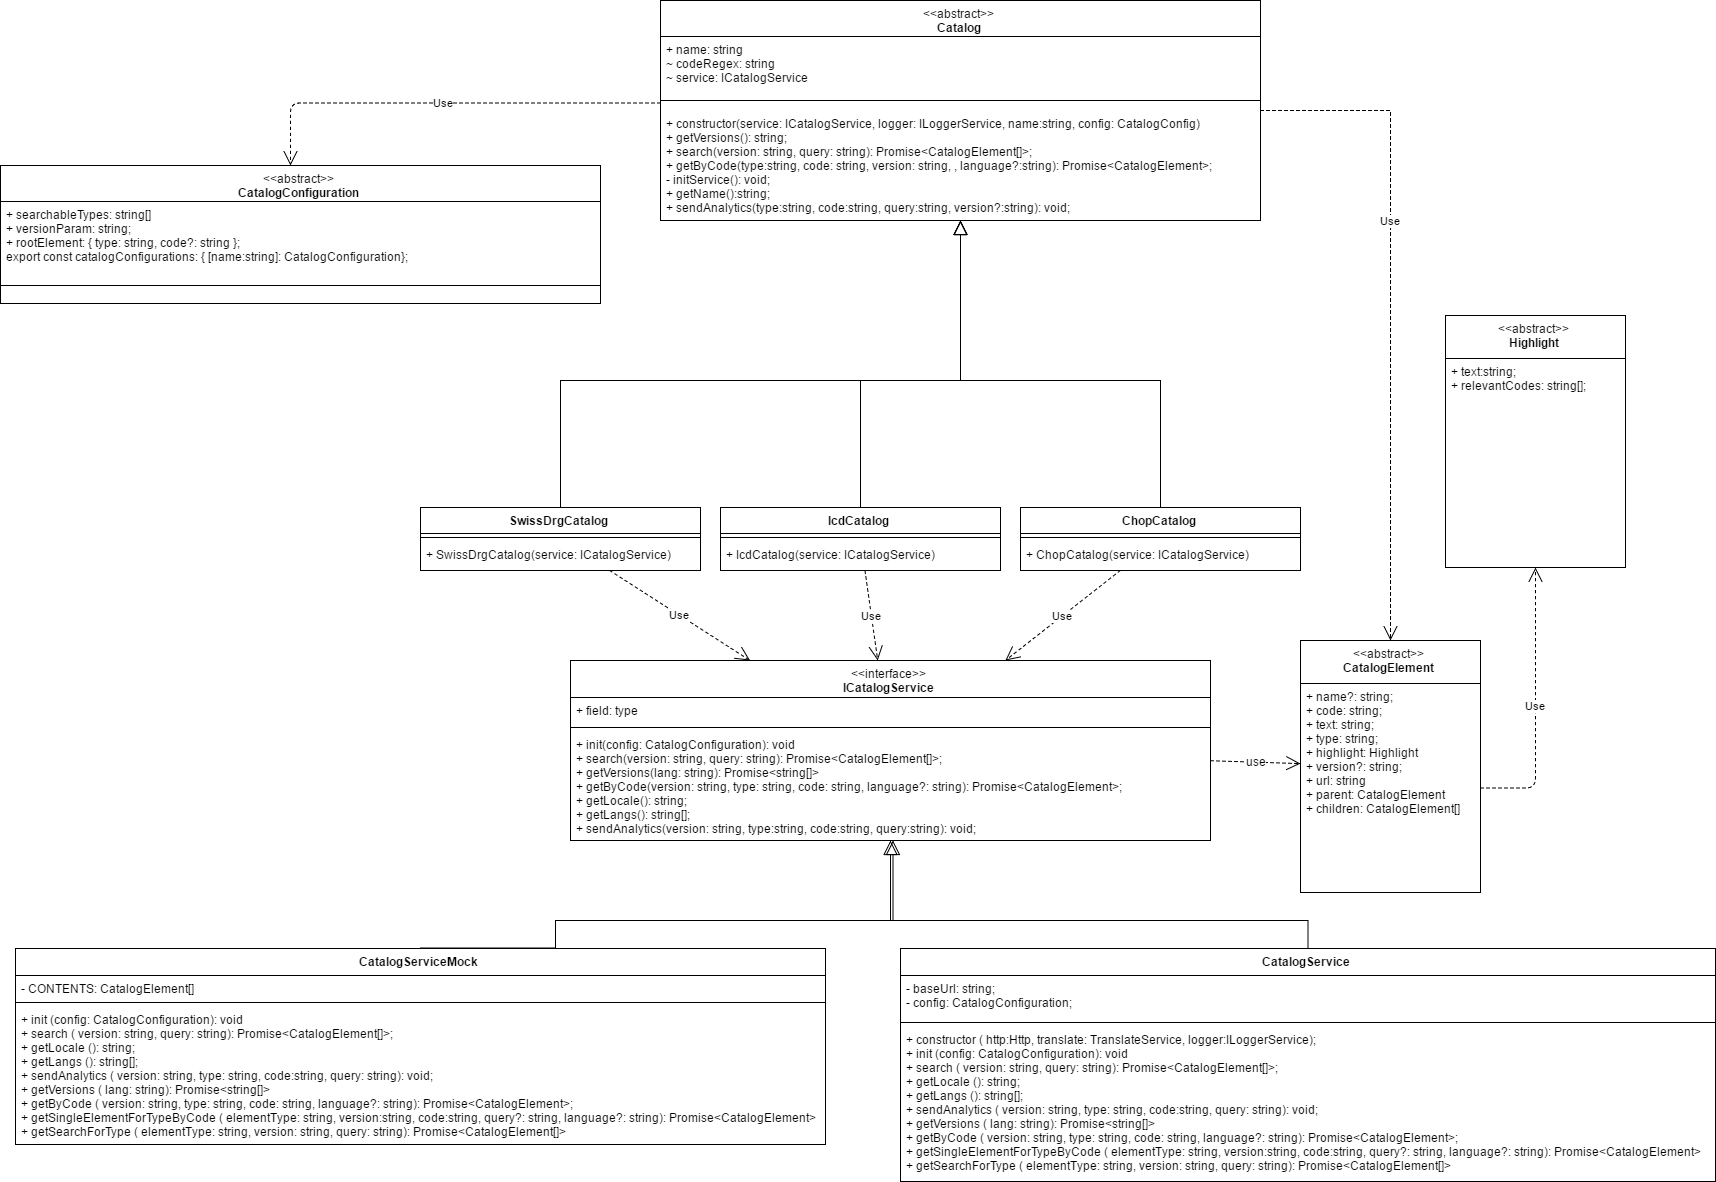 <<abstract>>
Catalog
+ name: string
~ codeRegex: string
~ service: ICatalogService
+ constructor(service: ICatalogService, logger: ILoggerService, name:string, config: CatalogConfig)
+ getVersions(): string;
+ search(version: string, query: string): Promise<CatalogElement[]>;
+ getByCode(type:string, code: string, version: string, , language?:string): Promise<CatalogElement>;
- initService(): void;
+ getName():string;
+ sendAnalytics(type:string, code:string, query:string, version?:string): void;
Use
Use
<<abstract>>
CatalogConfiguration
+ searchableTypes: string[]
+ versionParam: string;
+ rootElement: { type: string, code?: string };
export const catalogConfigurations: { [name:string]: CatalogConfiguration};
<<abstract>>
Highlight
+ text:string;
+ relevantCodes: string[];
SwissDrgCatalog
+ SwissDrgCatalog(service: ICatalogService)
IcdCatalog
+ IcdCatalog(service: ICatalogService)
ChopCatalog
+ ChopCatalog(service: ICatalogService)
Use
Use
Use
<<interface>>
ICatalogService
+ field: type
+ init(config: CatalogConfiguration): void
+ search(version: string, query: string): Promise<CatalogElement[]>;
+ getVersions(lang: string): Promise<string[]>
+ getByCode(version: string, type: string, code: string, language?: string): Promise<CatalogElement>;
+ getLocale(): string;
+ getLangs(): string[];
+ sendAnalytics(version: string, type:string, code:string, query:string): void;
use
<<abstract>>
CatalogElement
+ name?: string;
+ code: string;
+ text: string;
+ type: string;
+ highlight: Highlight
+ version?: string;
+ url: string
+ parent: CatalogElement
+ children: CatalogElement[]
Use
CatalogServiceMock
- CONTENTS: CatalogElement[]
+ init (config: CatalogConfiguration): void
+ search ( version: string, query: string): Promise<CatalogElement[]>;
+ getLocale (): string;
+ getLangs (): string[];
+ sendAnalytics ( version: string, type: string, code:string, query: string): void;
+ getVersions ( lang: string): Promise<string[]>
+ getByCode ( version: string, type: string, code: string, language?: string): Promise<CatalogElement>;
+ getSingleElementForTypeByCode ( elementType: string, version:string, code:string, query?: string, language?: string): Promise<CatalogElement>
+ getSearchForType ( elementType: string, version: string, query: string): Promise<CatalogElement[]>
CatalogService
- baseUrl: string;
- config: CatalogConfiguration;
+ constructor ( http:Http, translate: TranslateService, logger:ILoggerService);
+ init (config: CatalogConfiguration): void
+ search ( version: string, query: string): Promise<CatalogElement[]>;
+ getLocale (): string;
+ getLangs (): string[];
+ sendAnalytics ( version: string, type: string, code:string, query: string): void;
+ getVersions ( lang: string): Promise<string[]>
+ getByCode ( version: string, type: string, code: string, language?: string): Promise<CatalogElement>;
+ getSingleElementForTypeByCode ( elementType: string, version:string, code:string, query?: string, language?: string): Promise<CatalogElement>
+ getSearchForType ( elementType: string, version: string, query: string): Promise<CatalogElement[]>